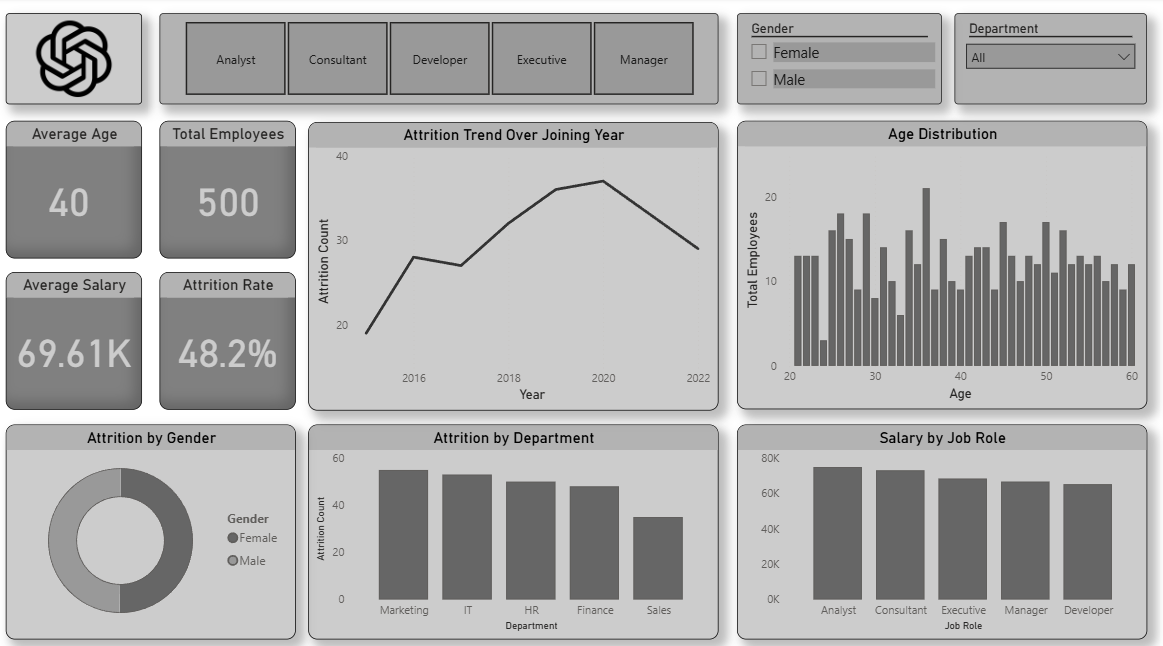 Analyst
Consultant
Developer
Executive
Manager
Gender
Female
Male
Department
All
Average Age
40
Total Employees
500
Average Salary
69.61K
Attrition Rate
48.2%
Attrition Trend Over Joining Year
Attrition Count
40
30
20
2016 2018 2020 2022
Year
Age Distribution
Total Employees
20
10
0
20 30 40 50 60
Age
Attrition by Gender
Gender
Female
Male
Attrition by Department
Attrition Count
60
40
20
0
Marketing IT HR Finance Sales
Department
Salary by Job Role
80K
60K
40K
20K
0K
Analyst Consultant Executive Manager Developer
Job Role